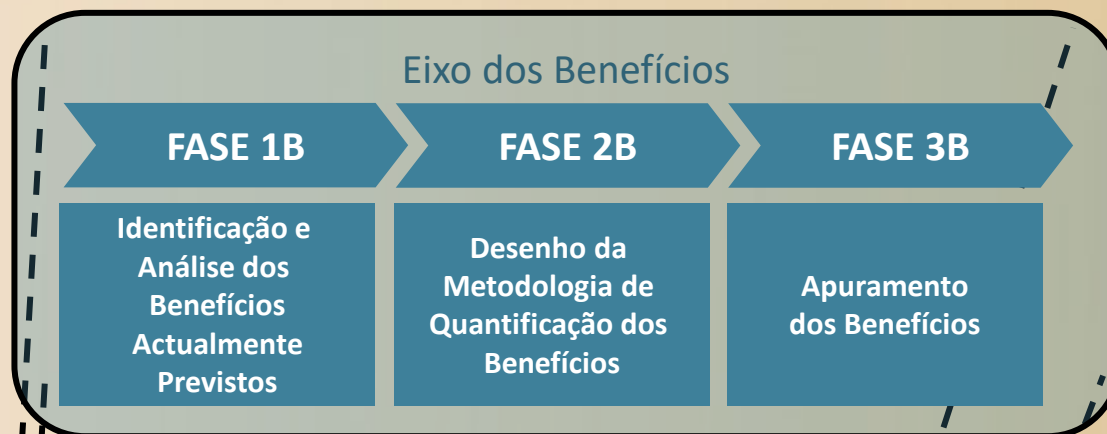 Eixo dos Benefícios
FASE 1B
FASE 2B
FASE 3B
Identificação e
Análise dos
Benefícios
Actualmente
Previstos
Desenho da
Metodologia de
Quantificação dos
Benefícios
Apuramento
dos Benefícios